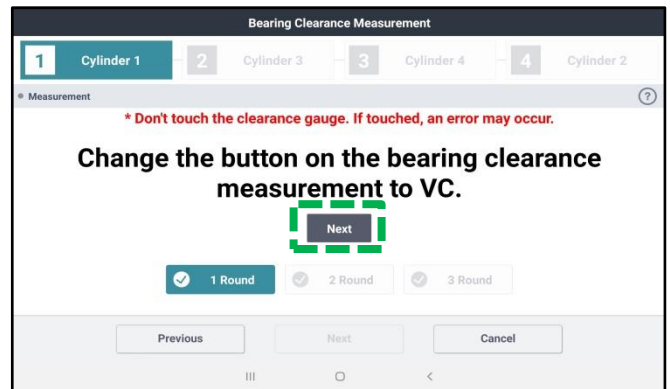 Bearing Clearance Measurement
1 Cylinder 1 2 Cylinder 3 3 Cylinder 4 4 Cylinder 2
Measurement ?
* Don't touch the clearance gauge. If touched, an error may occur.
Change the button on the bearing clearance
measurement to VC.
Next
1 Round 2 Round 3 Round
Previous Next Cancel